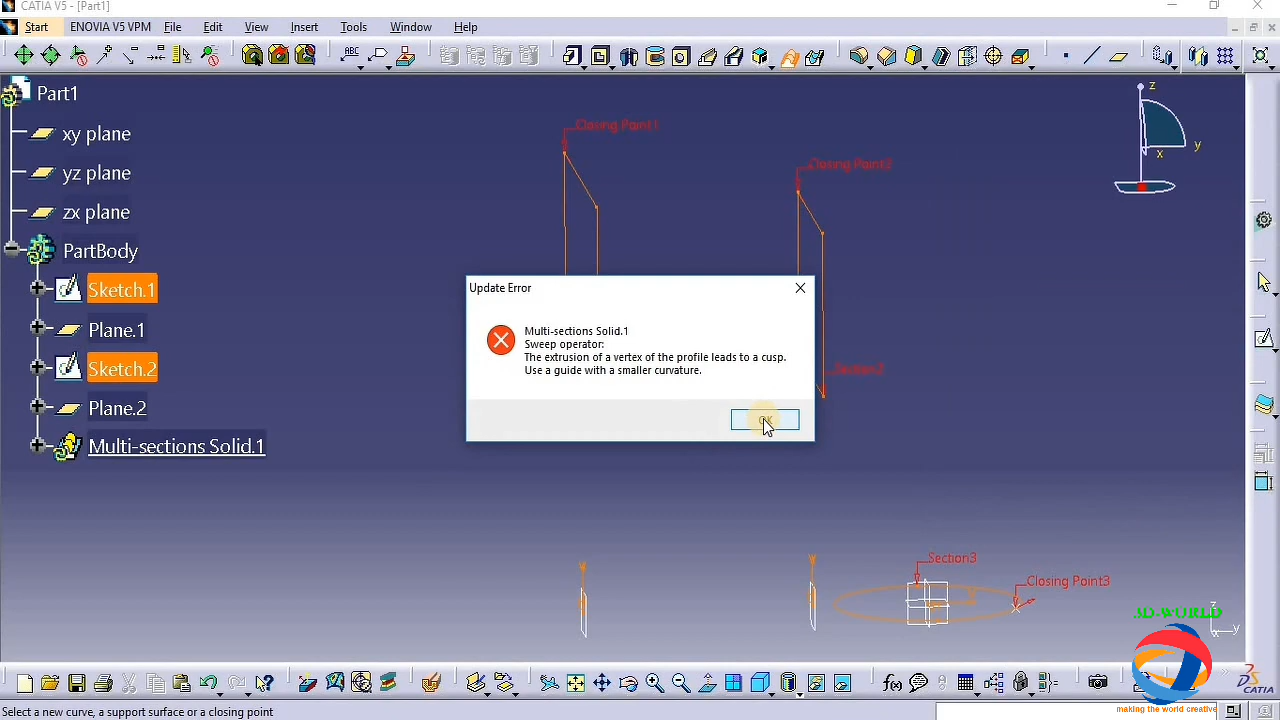 CATIA V5 - [Part1]
Start ENOVIA V5 VPM File Edit View Insert Tools Window Help
ABC
Part1
xy plane
yz plane
zx plane
PartBody
Sketch.1
Plane.1
Sketch.2
Plane.2
Multi-sections Solid.1
Closing Point1
Closing Point2
z
y
x
Update Error
Multi-sections Solid.1
Sweep operator:
The extrusion of a vertex of the profile leads to a cusp.
Use a guide with a smaller curvature.
OK
Section2
Section3
Closing Point3
3D-WORLD
z
x
y
making the world creative
f(x)
CATIA
Select a new curve, a support surface or a closing point